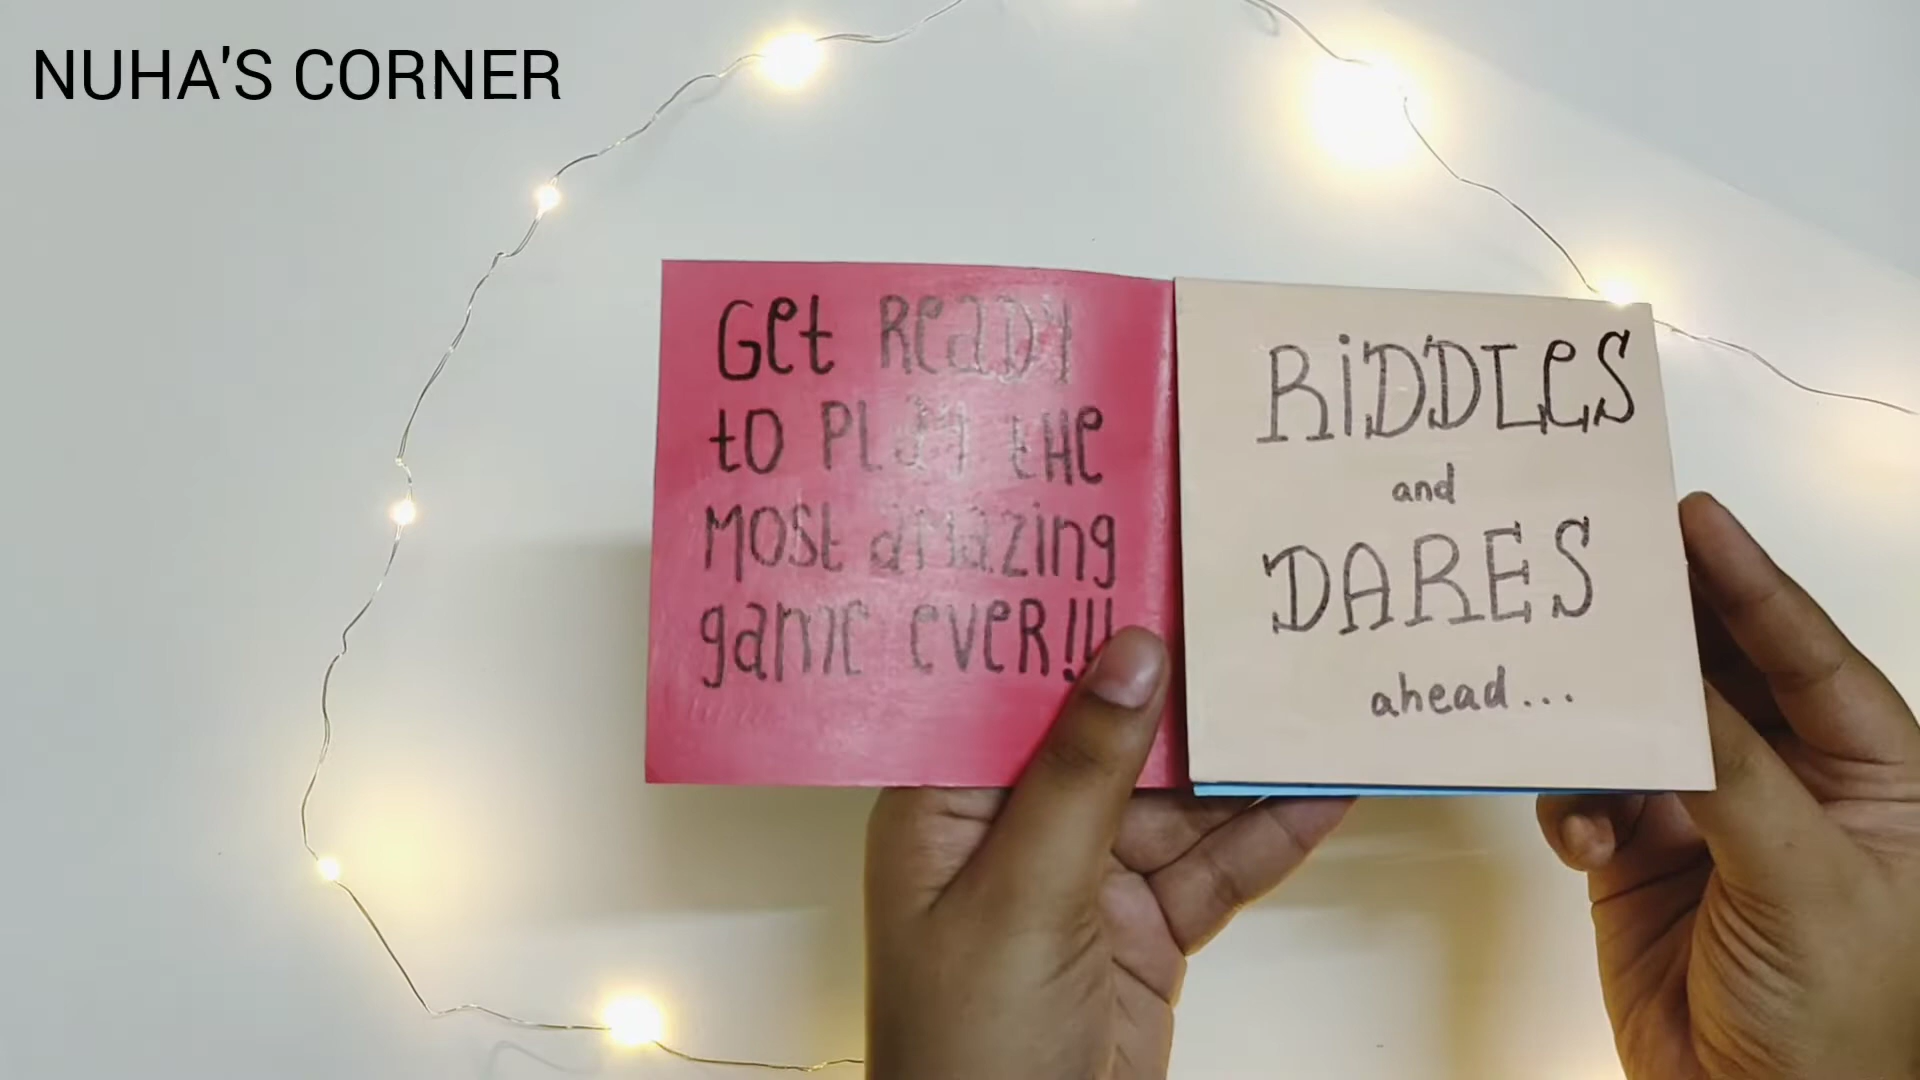 NUHA'S CORNER
Get ReaDY
tO PLAY tHe
MOSt aMazing
game eveR!!!
RiDDLeS
and
DARES
ahead...